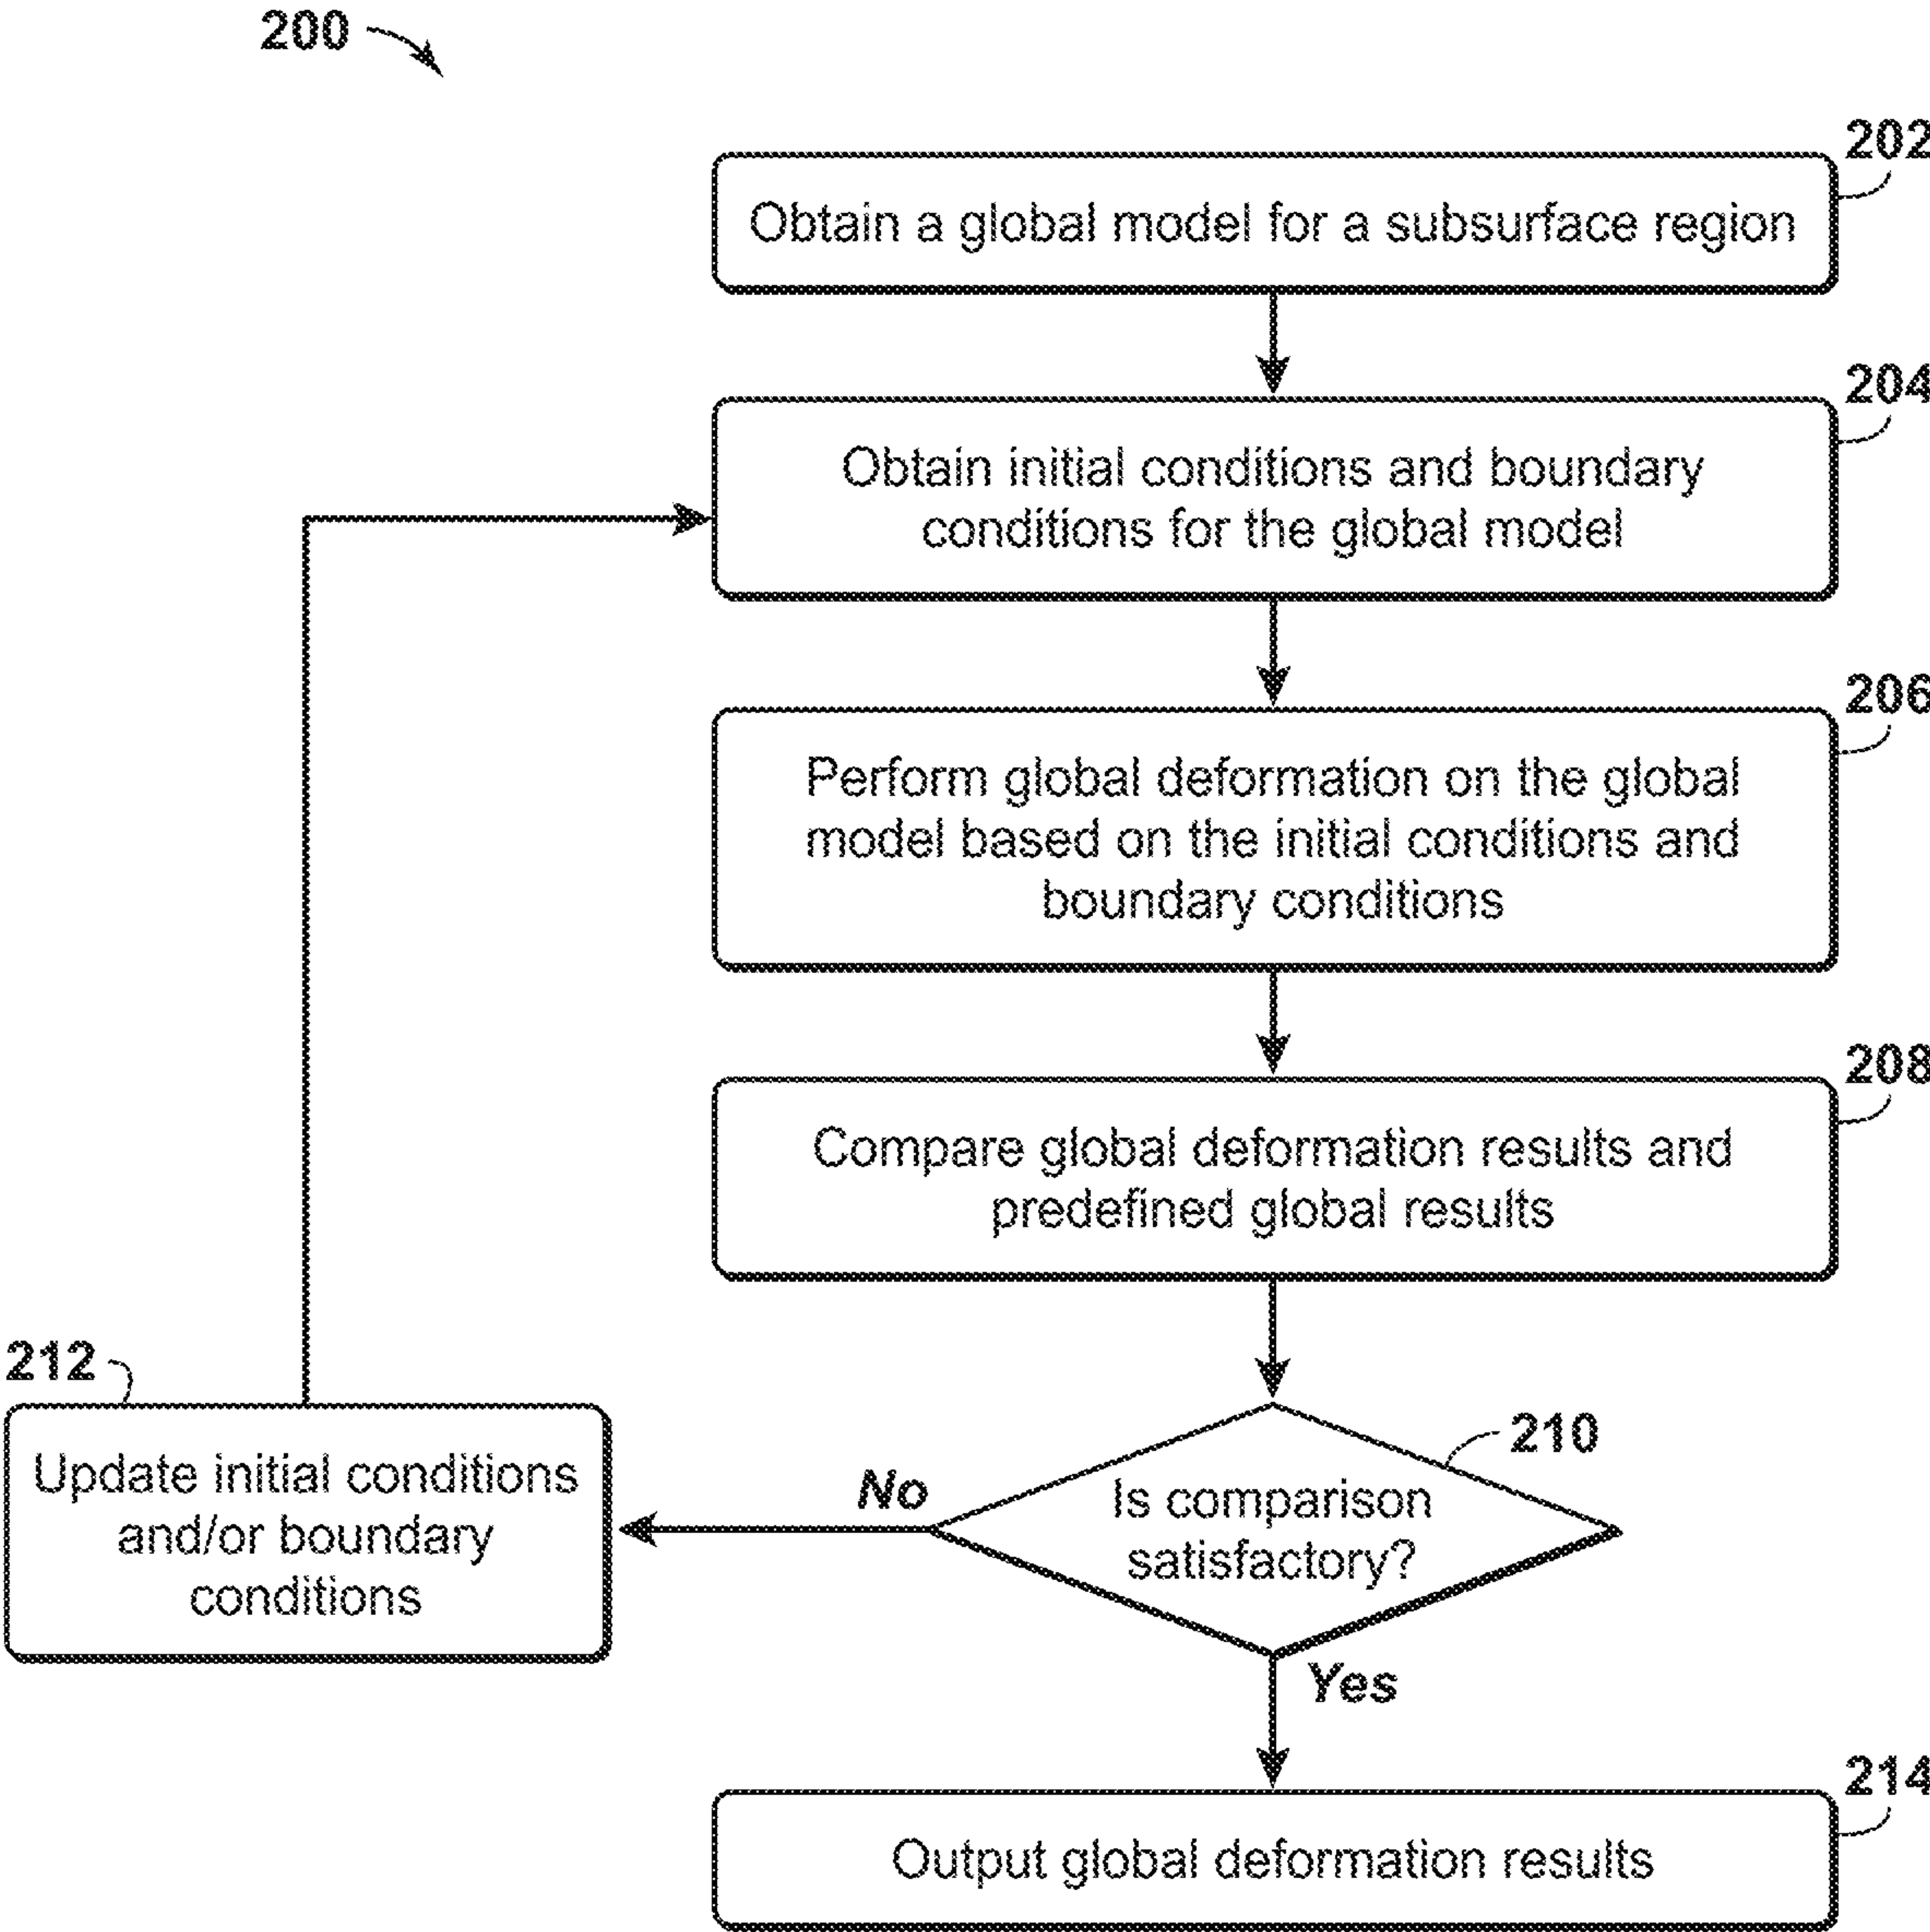 200
202
Obtain a global model for a subsurface region
204
Obtain initial conditions and boundary
conditions for the global model
206
Perform global deformation on the global
model based on the initial conditions and
boundary conditions
208
Compare global deformation results and
predefined global results
212
Update initial conditions
and/or boundary
conditions
No
210
Is comparison
satisfactory?
Yes
214
Output global deformation results